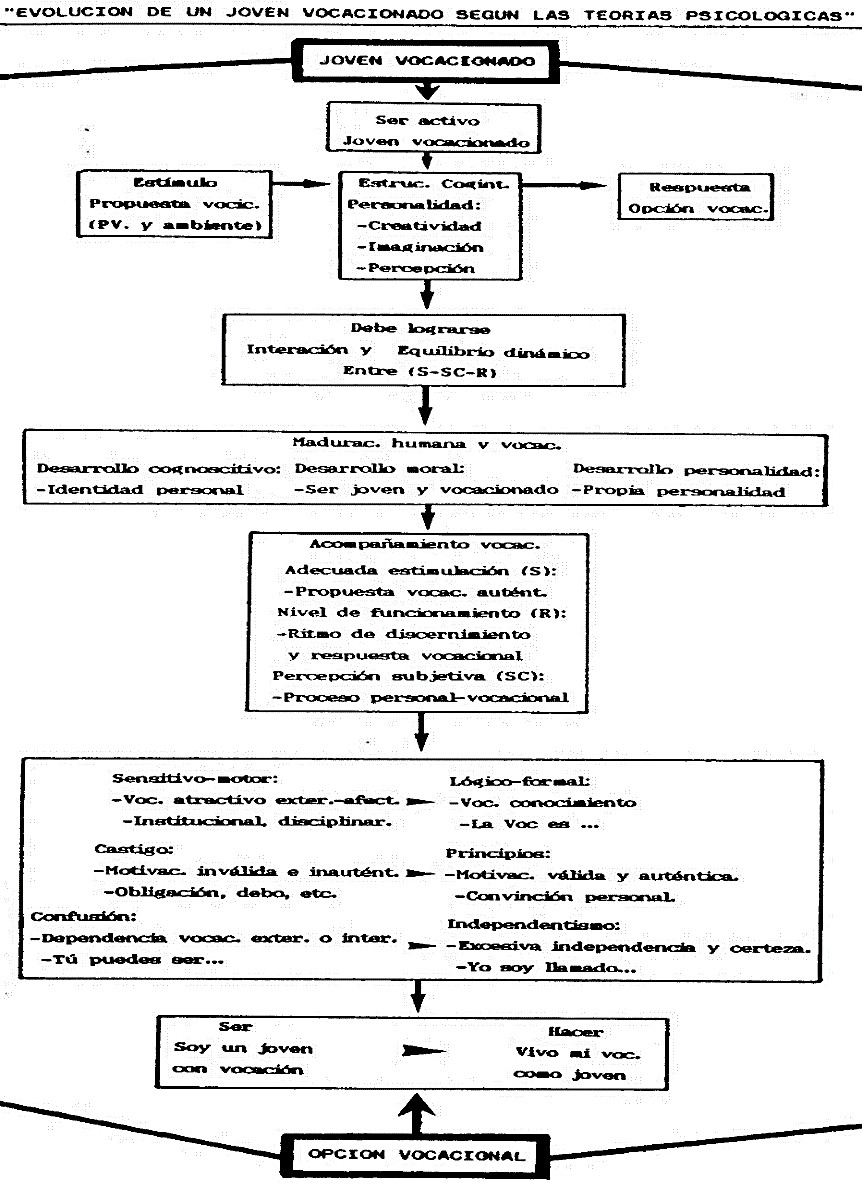 "EVOLUCION DE UN JOVEN VOCACIONADO SEGUN LAS TEORIAS PSICOLOGICAS"
JOVEN VOCACIONADO
Ser activo
Joven vocacionado
Estímulo
Propuesta vocic.
(PV. y ambiente)
Estruc. Cogint.
Personalidad:
-Creatividad
-Imaginación
-Percepción
Respuesta
Opción vocac.
Debe lograrse
Interación y Equilibrio dinámico
Entre (S-SC-R)
Madurac. humana y vocac.
Desarrollo cognoscitivo: Desarrollo moral: Desarrollo personalidad:
-Identidad personal -Ser joven y vocacionado -Propia personalidad
Acompañamiento vocac.
Adecuada estimulación (S):
-Propuesta vocac. autént.
Nivel de funcionamiento (R):
-Ritmo de discernimiento
y respuesta vocacional
Percepción subjetiva (SC):
-Proceso personal-vocacional
Sensitivo-motor:
-Voc. atractivo exter.-afect.
-Institucional, disciplinar.
Lógico-formal:
-Voc. conocimiento
-La Voc es ...
Castigo:
-Motivac. inválida e inautént.
-Obligación, debo, etc.
Principios:
-Motivac. válida y auténtica.
-Convinción personal.
Confusión:
-Dependencia vocac. exter. o inter.
-Tú puedes ser...
Independentismo:
-Excesiva independencia y certeza.
-Yo soy llamado...
Ser
Soy un joven
con vocación
Hacer
Vivo mi voc.
como joven
OPCION VOCACIONAL